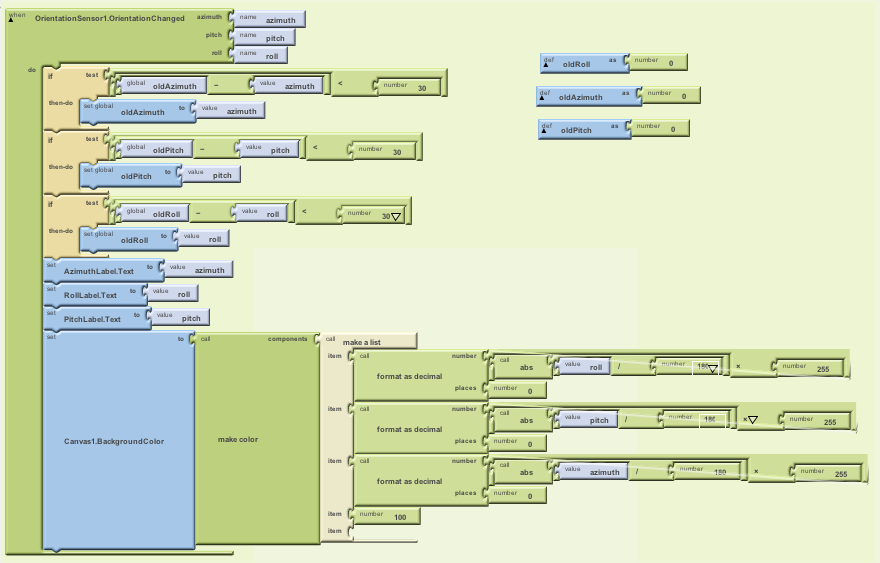 when OrientationSensor1.OrientationChanged azimuth name azimuth
pitch name pitch
roll name roll
do
if test global oldAzimuth - value azimuth < number 30
then-do set global oldAzimuth to value azimuth
if test global oldPitch - value pitch < number 30
then-do set global oldPitch to value pitch
if test global oldRoll - value roll < number 30
then-do set global oldRoll to value roll
set AzimuthLabel.Text to value azimuth
set RollLabel.Text to value roll
set PitchLabel.Text to value pitch
set Canvas1.BackgroundColor to call make color components call make a list
item call format as decimal number call abs value roll / number 180 × number 255
places number 0
item call format as decimal number call abs value pitch / number 180 × number 255
places number 0
item call format as decimal number call abs value azimuth / number 180 × number 255
places number 0
item number 100
item
def oldRoll as number 0
def oldAzimuth as number 0
def oldPitch as number 0